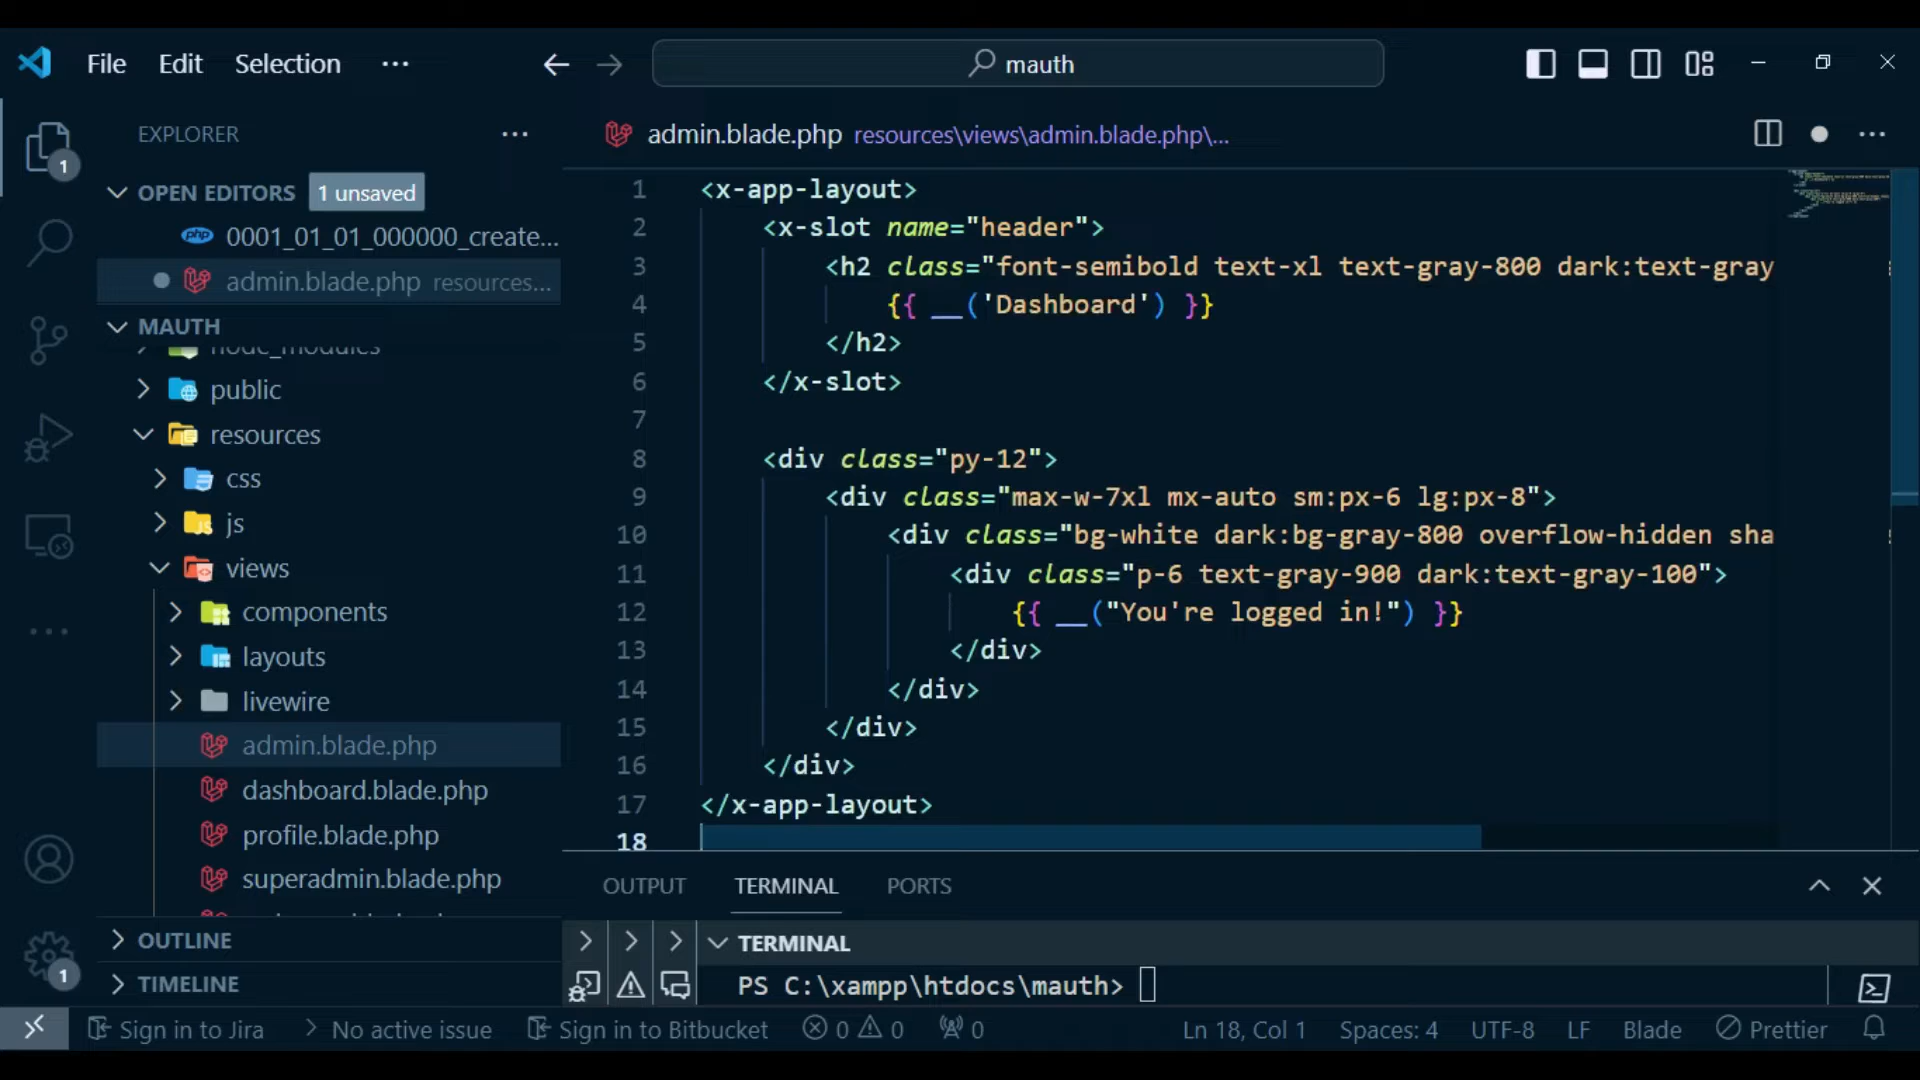 File Edit Selection ...
mauth
EXPLORER ...
OPEN EDITORS 1 unsaved
php 0001_01_01_000000_create...
admin.blade.php resources...
MAUTH
node_modules
public
resources
css
js
views
components
layouts
livewire
admin.blade.php
dashboard.blade.php
profile.blade.php
superadmin.blade.php
OUTLINE
TIMELINE
1
1
admin.blade.php resources\views\admin.blade.php\...
1 <x-app-layout>
2 <x-slot name="header">
3 <h2 class="font-semibold text-xl text-gray-800 dark:text-gray
4 {{ __('Dashboard') }}
5 </h2>
6 </x-slot>
7
8 <div class="py-12">
9 <div class="max-w-7xl mx-auto sm:px-6 lg:px-8">
10 <div class="bg-white dark:bg-gray-800 overflow-hidden sha
11 <div class="p-6 text-gray-900 dark:text-gray-100">
12 {{ __("You're logged in!") }}
13 </div>
14 </div>
15 </div>
16 </div>
17 </x-app-layout>
18
OUTPUT TERMINAL PORTS
TERMINAL
PS C:\xampp\htdocs\mauth>
Sign in to Jira No active issue Sign in to Bitbucket 0 0 0 Ln 18, Col 1 Spaces: 4 UTF-8 LF Blade Prettier